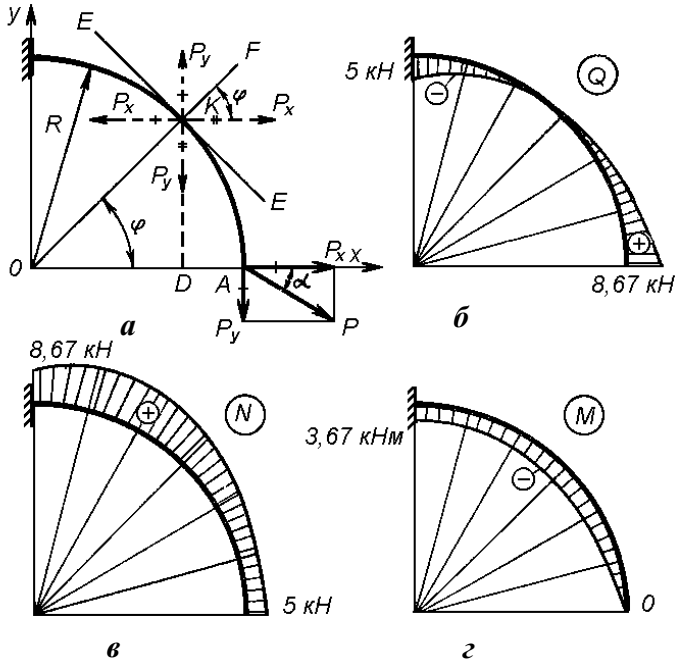 y
E
F
P_y
P_x
K
φ
P_x
R
P_y
E
φ
0
D
A
P_x
x
α
P_y
P
а
5 кН
−
Q
+
8,67 кН
б
8,67 кН
+
N
5 кН
в
3,67 кНм
−
M
0
г